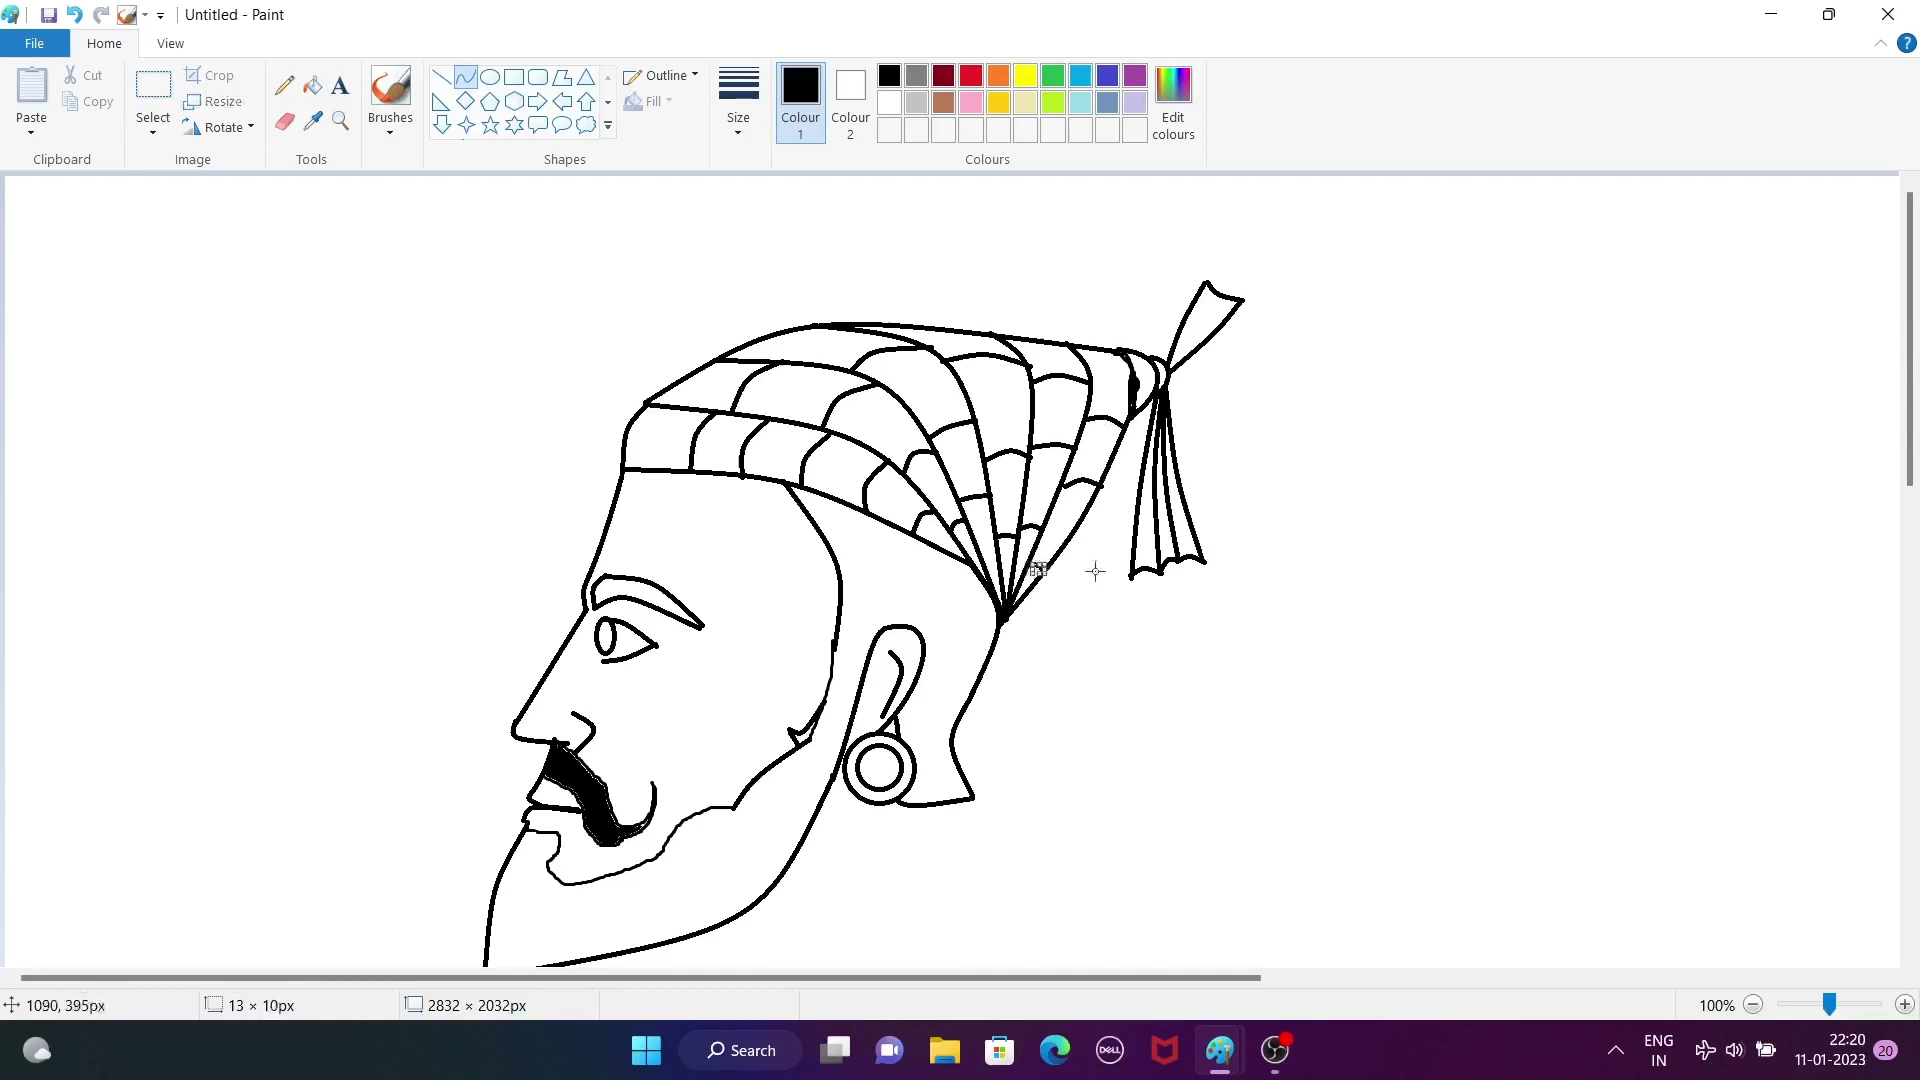 Untitled - Paint
File
Home
View
Paste
Cut
Copy
Clipboard
Select
Crop
Resize
Rotate
Image
A
Tools
Brushes
Outline
Fill
Shapes
Size
Colour
1
Colour
2
Edit
colours
Colours
?
1090, 395px
13 × 10px
2832 × 2032px
100%
Search
DELL
ENG
IN
22:20
11-01-2023
20